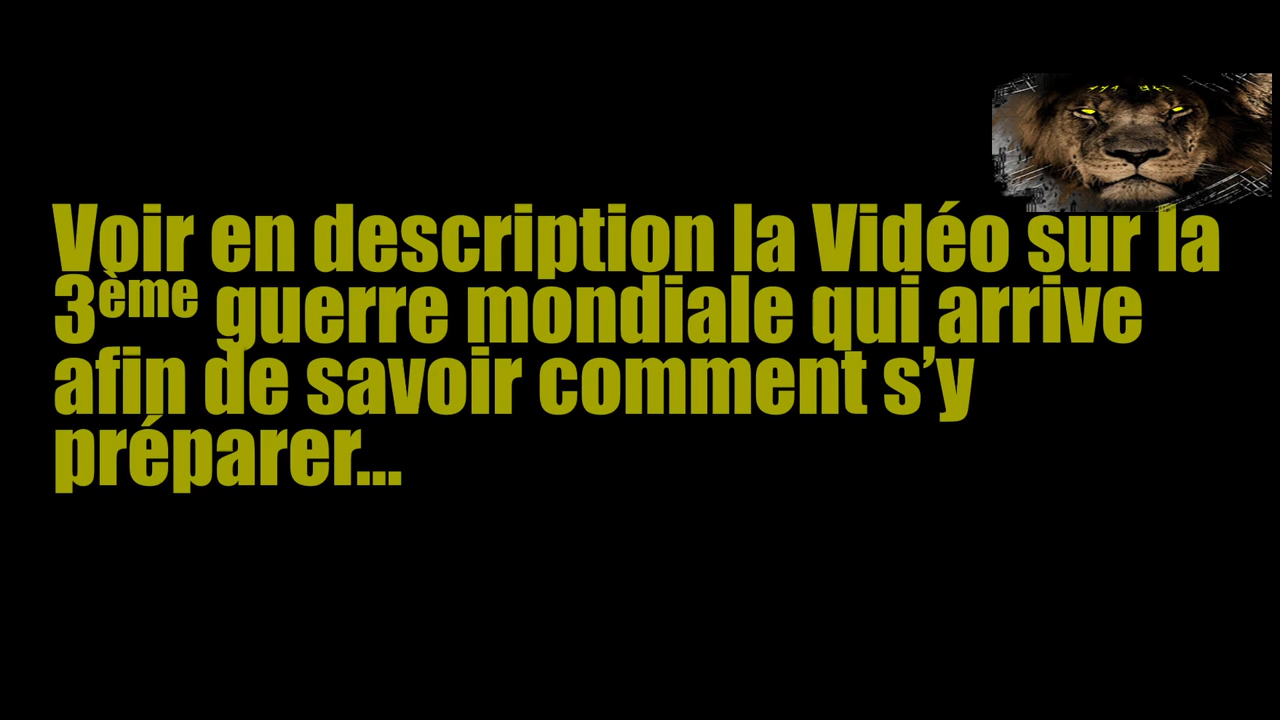 Voir en description la Vidéo sur la
3ème guerre mondiale qui arrive
afin de savoir comment s’y
préparer...